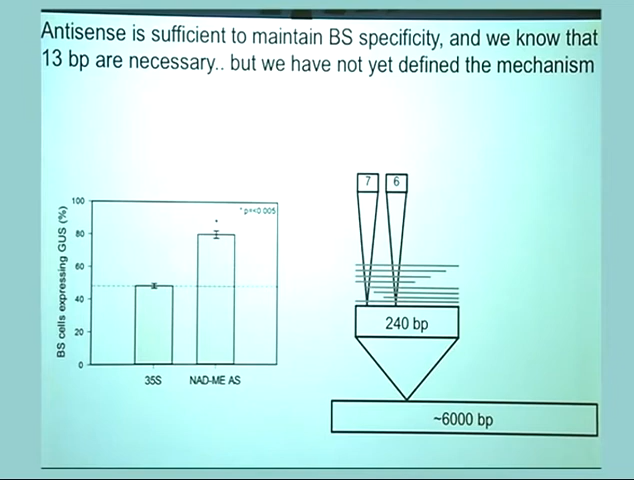 Antisense is sufficient to maintain BS specificity, and we know that
13 bp are necessary.. but we have not yet defined the mechanism
BS cells expressing GUS (%)
100
80
60
40
20
0
*
35S
NAD-ME AS
7
6
240 bp
~6000 bp